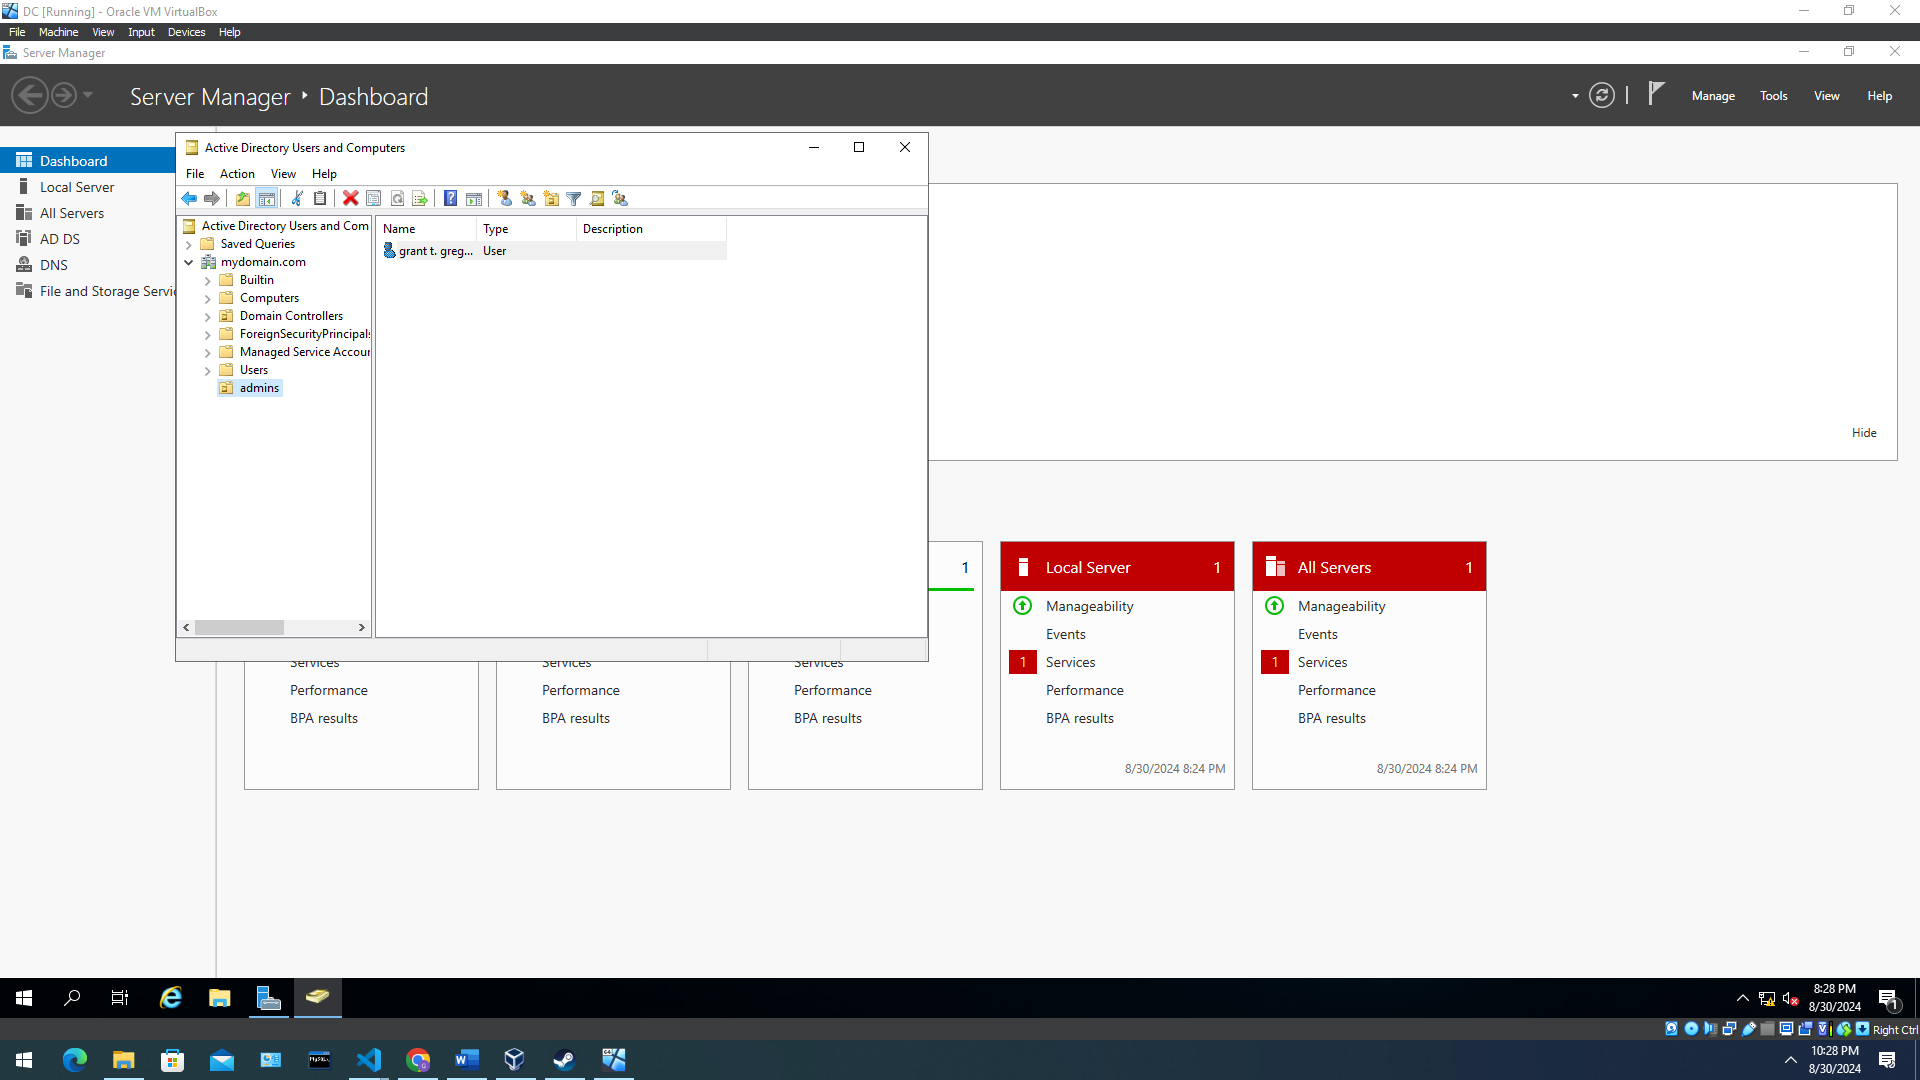 DC [Running] - Oracle VM VirtualBox
File Machine View Input Devices Help
Server Manager
Server Manager ‣ Dashboard
Manage Tools View Help
Dashboard
Local Server
All Servers
AD DS
DNS
File and Storage Servic
Active Directory Users and Computers
File Action View Help
Active Directory Users and Com
Saved Queries
mydomain.com
Builtin
Computers
Domain Controllers
ForeignSecurityPrincipals
Managed Service Accoun
Users
admins
Name Type Description
grant t. greg... User
Hide
1
Local Server 1
Manageability
Events
1 Services
Performance
BPA results
8/30/2024 8:24 PM
All Servers 1
Manageability
Events
1 Services
Performance
BPA results
8/30/2024 8:24 PM
Services
Performance
BPA results
Services
Performance
BPA results
Services
Performance
BPA results
8:28 PM
8/30/2024
1
Right Ctrl
10:28 PM
8/30/2024